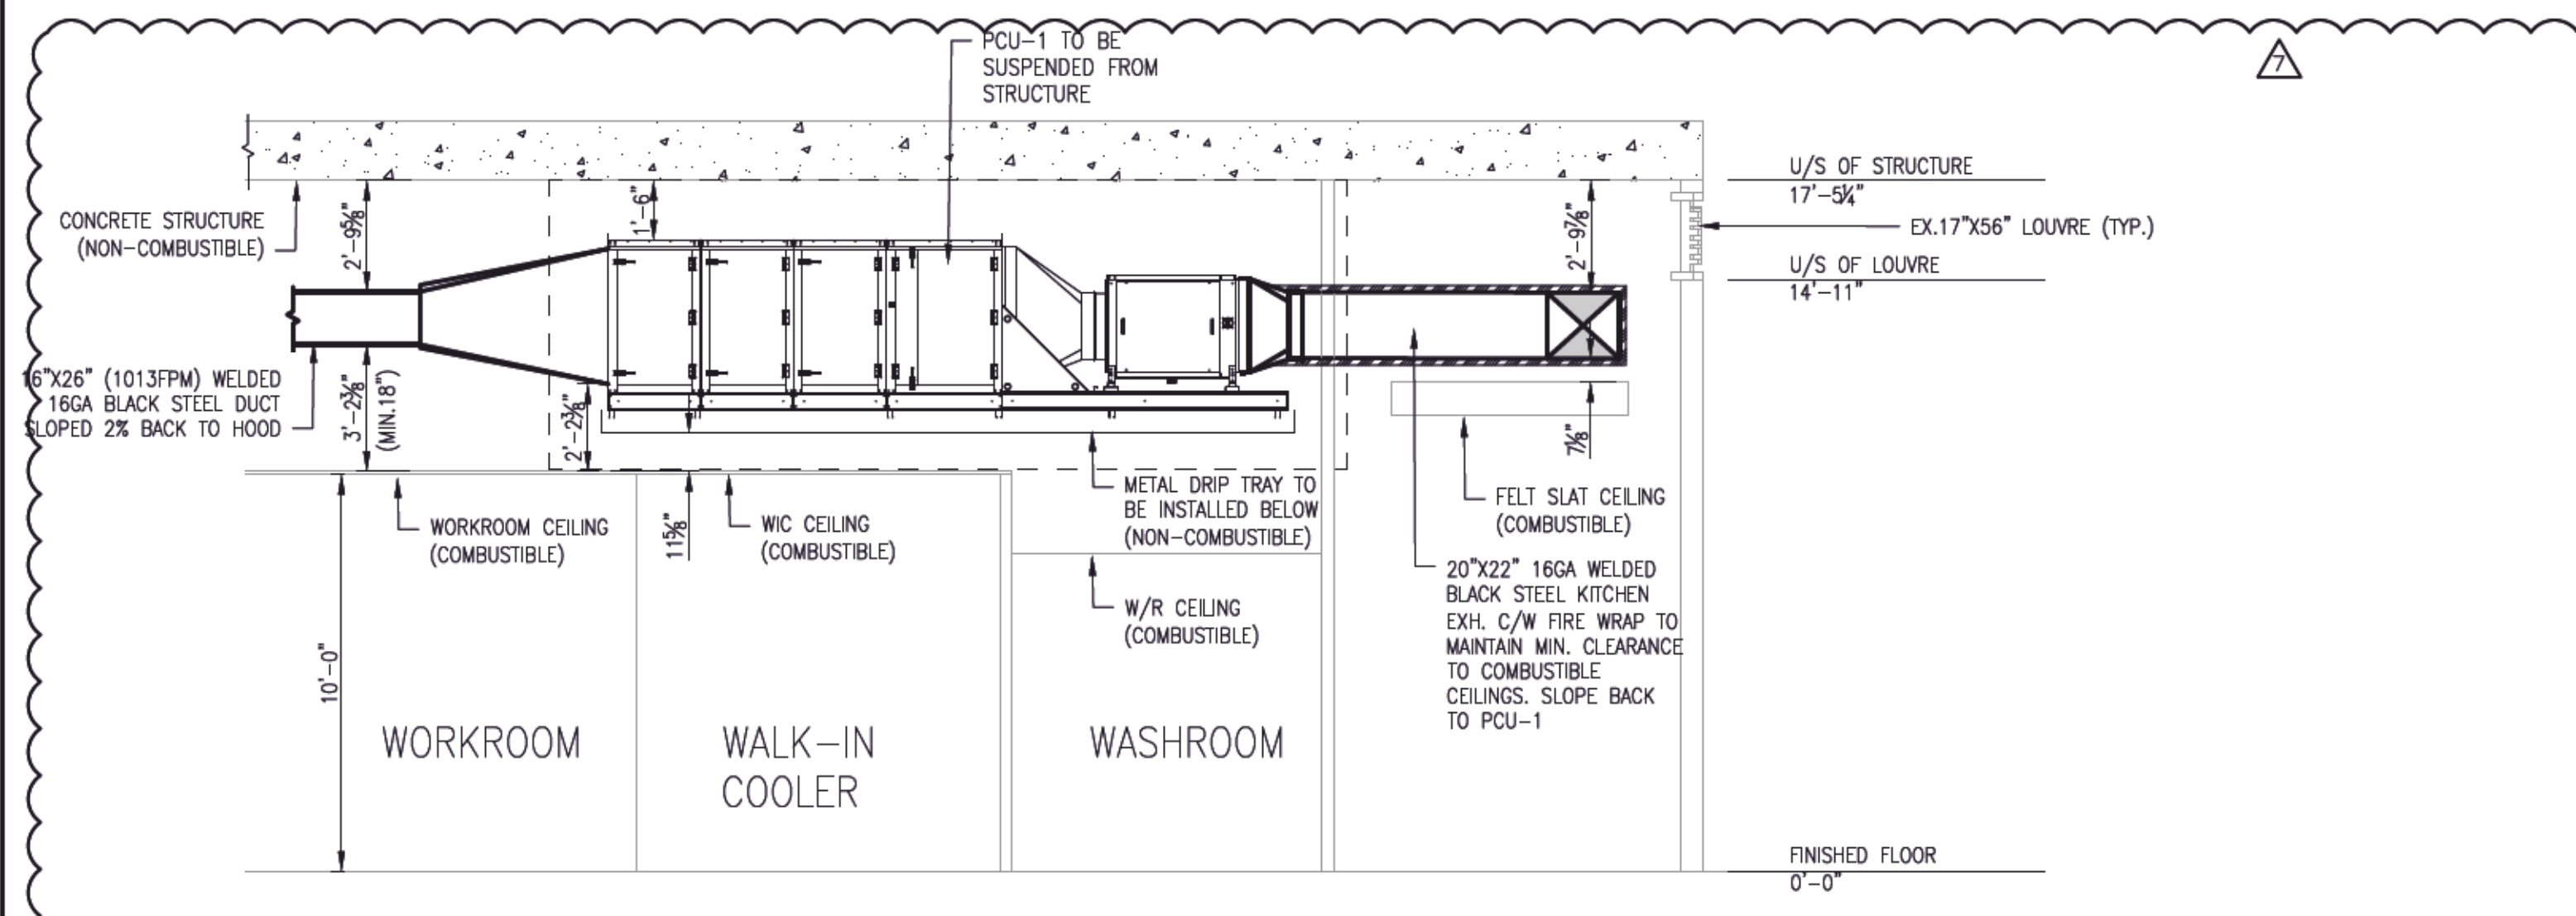 PCU-1 TO BE
SUSPENDED FROM
STRUCTURE
7
U/S OF STRUCTURE
17'-5¼"
EX.17"X56" LOUVRE (TYP.)
U/S OF LOUVRE
14'-11"
CONCRETE STRUCTURE
(NON-COMBUSTIBLE)
2'-9⅝"
1'-6"
2'-9⅞"
16"X26" (1013FPM) WELDED
16GA BLACK STEEL DUCT
SLOPED 2% BACK TO HOOD
3'-2⅜"
(MIN.18")
2'-2⅜"
7⅛"
METAL DRIP TRAY TO
BE INSTALLED BELOW
(NON-COMBUSTIBLE)
FELT SLAT CEILING
(COMBUSTIBLE)
WORKROOM CEILING
(COMBUSTIBLE)
11⅝"
WIC CEILING
(COMBUSTIBLE)
W/R CEILING
(COMBUSTIBLE)
20"X22" 16GA WELDED
BLACK STEEL KITCHEN
EXH. C/W FIRE WRAP TO
MAINTAIN MIN. CLEARANCE
TO COMBUSTIBLE
CEILINGS. SLOPE BACK
TO PCU-1
10'-0"
WORKROOM
WALK-IN
COOLER
WASHROOM
FINISHED FLOOR
0'-0"